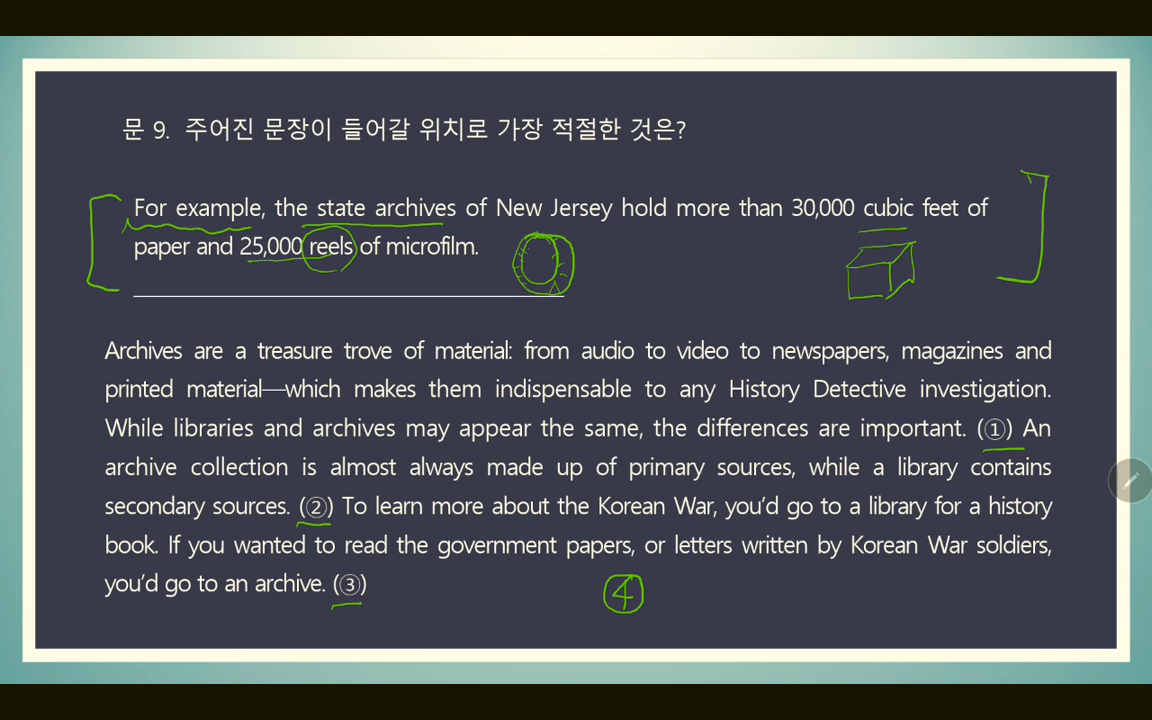 문 9. 주어진 문장이 들어갈 위치로 가장 적절한 것은?
For example, the state archives of New Jersey hold more than 30,000 cubic feet of
paper and 25,000 reels of microfilm.
Archives are a treasure trove of material: from audio to video to newspapers, magazines and
printed material—which makes them indispensable to any History Detective investigation.
While libraries and archives may appear the same, the differences are important. (①) An
archive collection is almost always made up of primary sources, while a library contains
secondary sources. (②) To learn more about the Korean War, you'd go to a library for a history
book. If you wanted to read the government papers, or letters written by Korean War soldiers,
you'd go to an archive. (③)
④